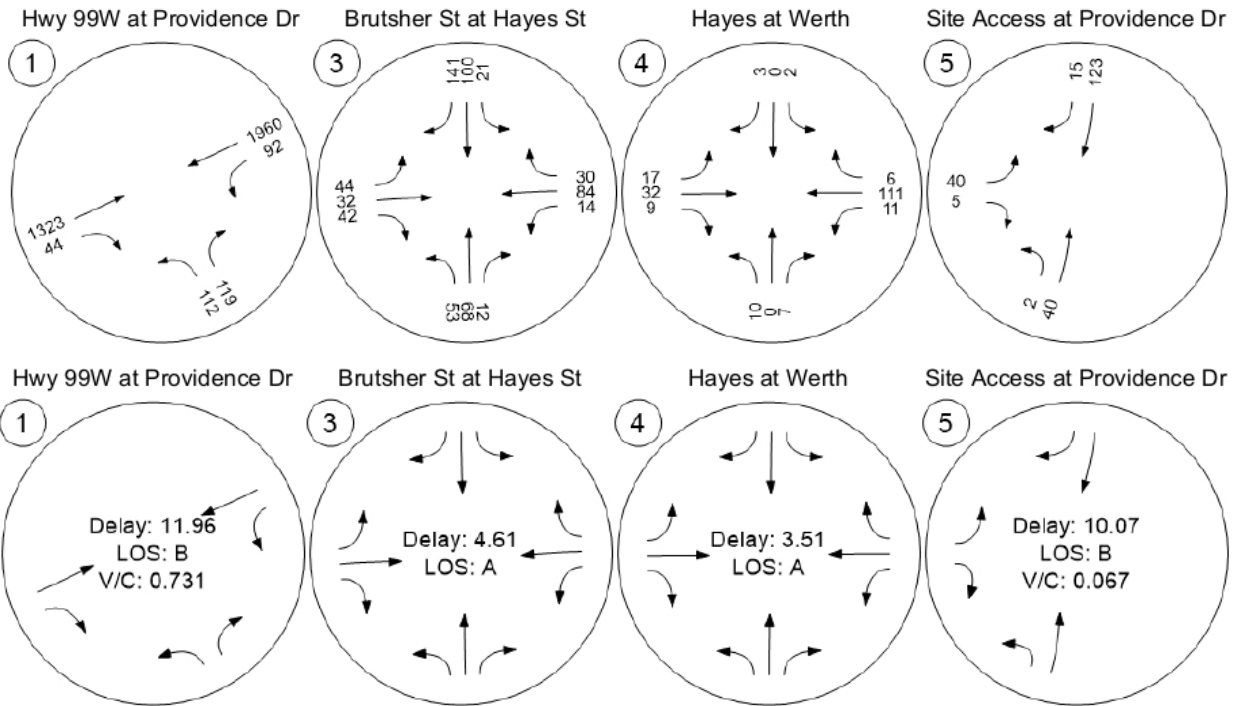 Hwy 99W at Providence Dr
1
1960
92
1323
44
112
119
Brutsher St at Hayes St
3
141
100
21
44
32
42
30
84
14
53
68
12
Hayes at Werth
4
3
0
2
17
32
9
6
111
11
10
0
7
Site Access at Providence Dr
5
15
123
40
5
2
40
Hwy 99W at Providence Dr
1
Delay: 11.96
LOS: B
V/C: 0.731
Brutsher St at Hayes St
3
Delay: 4.61
LOS: A
Hayes at Werth
4
Delay: 3.51
LOS: A
Site Access at Providence Dr
5
Delay: 10.07
LOS: B
V/C: 0.067